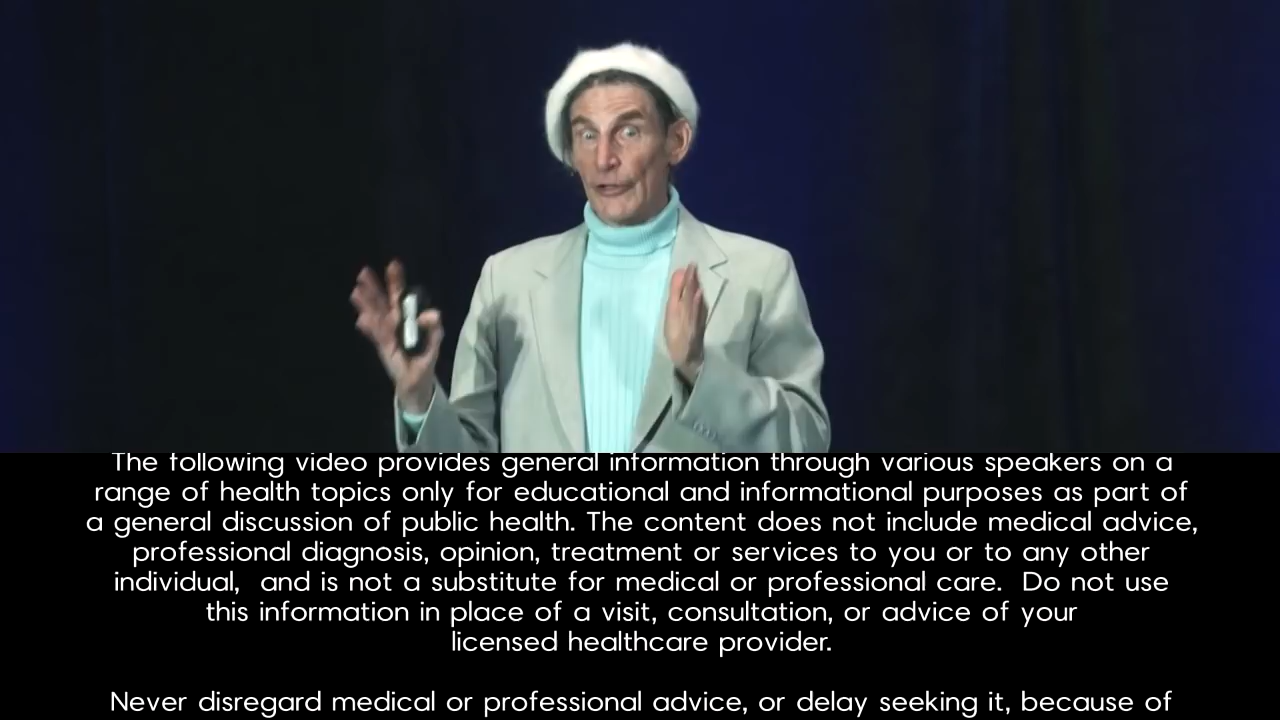 The following video provides general information through various speakers on a
range of health topics only for educational and informational purposes as part of
a general discussion of public health. The content does not include medical advice,
professional diagnosis, opinion, treatment or services to you or to any other
individual,  and is not a substitute for medical or professional care.  Do not use
this information in place of a visit, consultation, or advice of your
licensed healthcare provider.
Never disregard medical or professional advice, or delay seeking it, because of